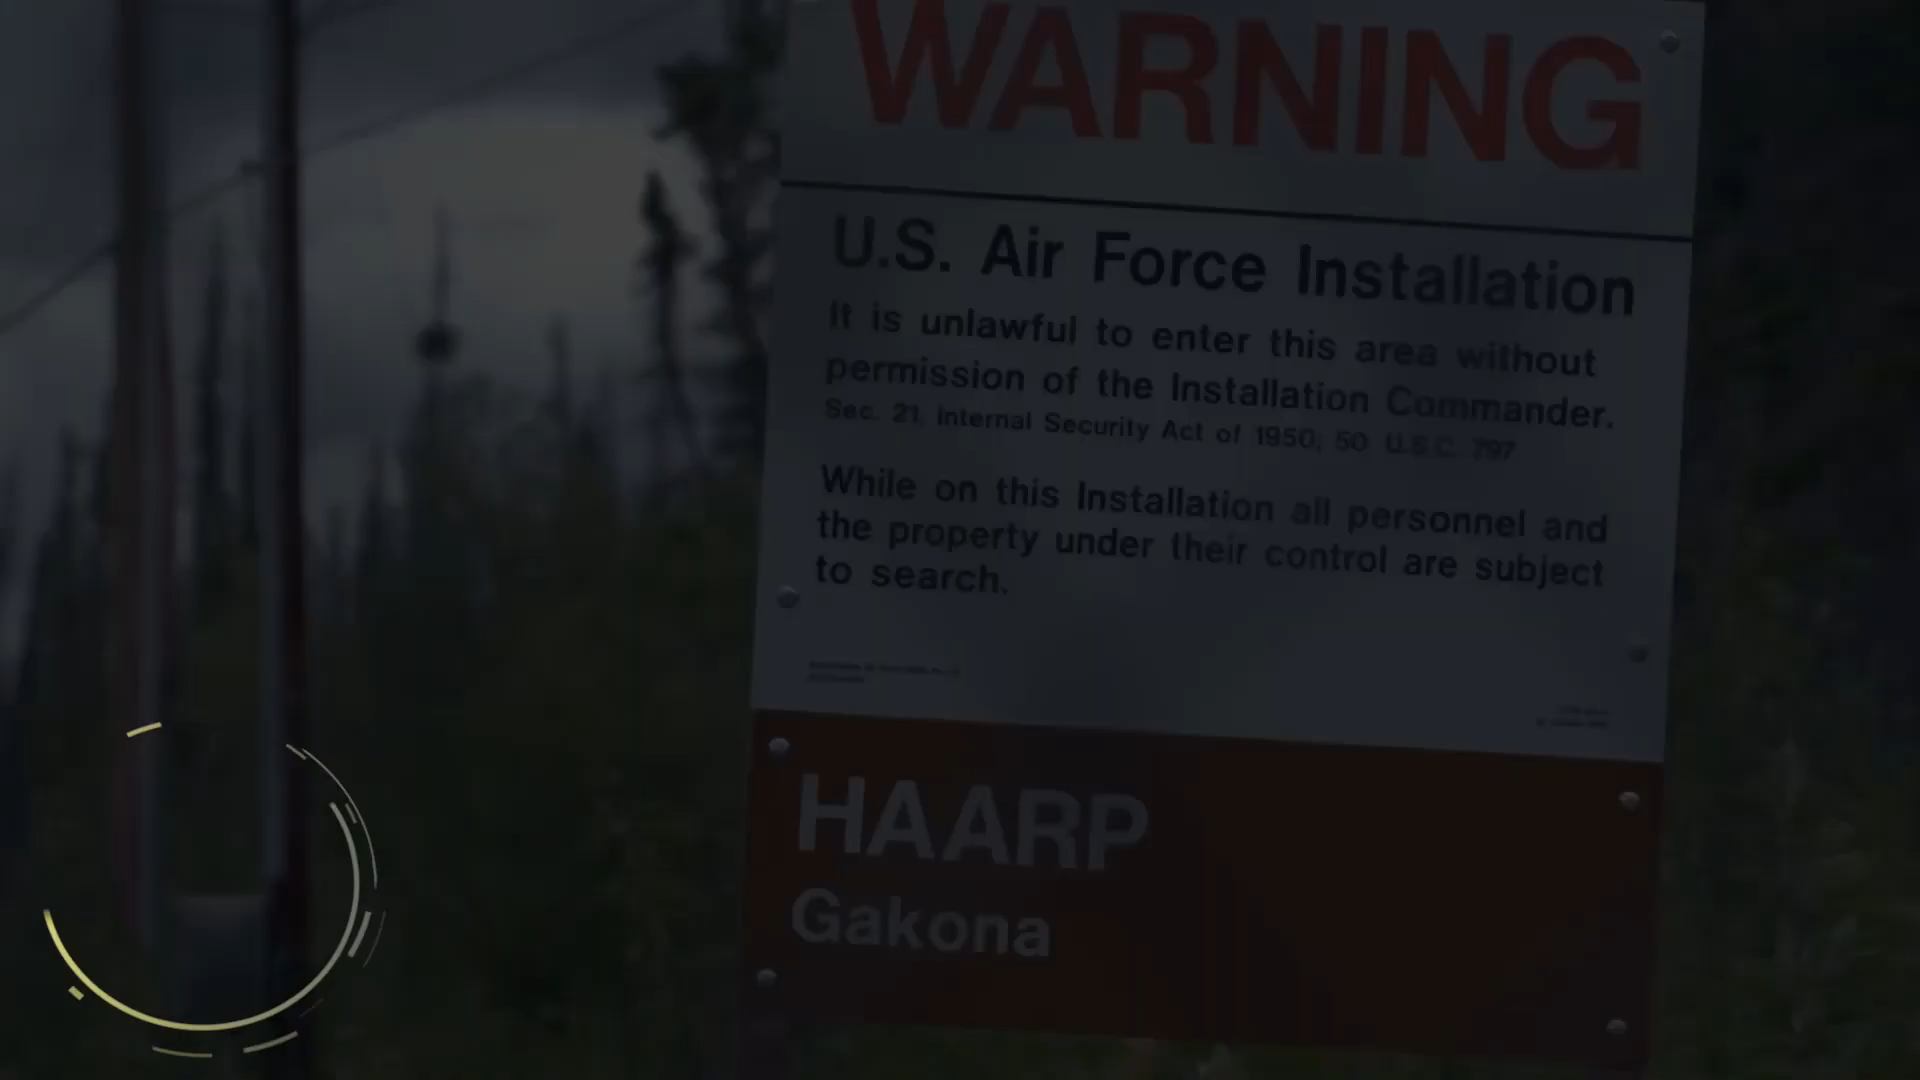 WARNING
U.S. Air Force Installation
It is unlawful to enter this area without
permission of the Installation Commander.
Sec. 21, Internal Security Act of 1950; 50 U.S.C. 797
While on this Installation all personnel and
the property under their control are subject
to search.
HAARP
Gakona